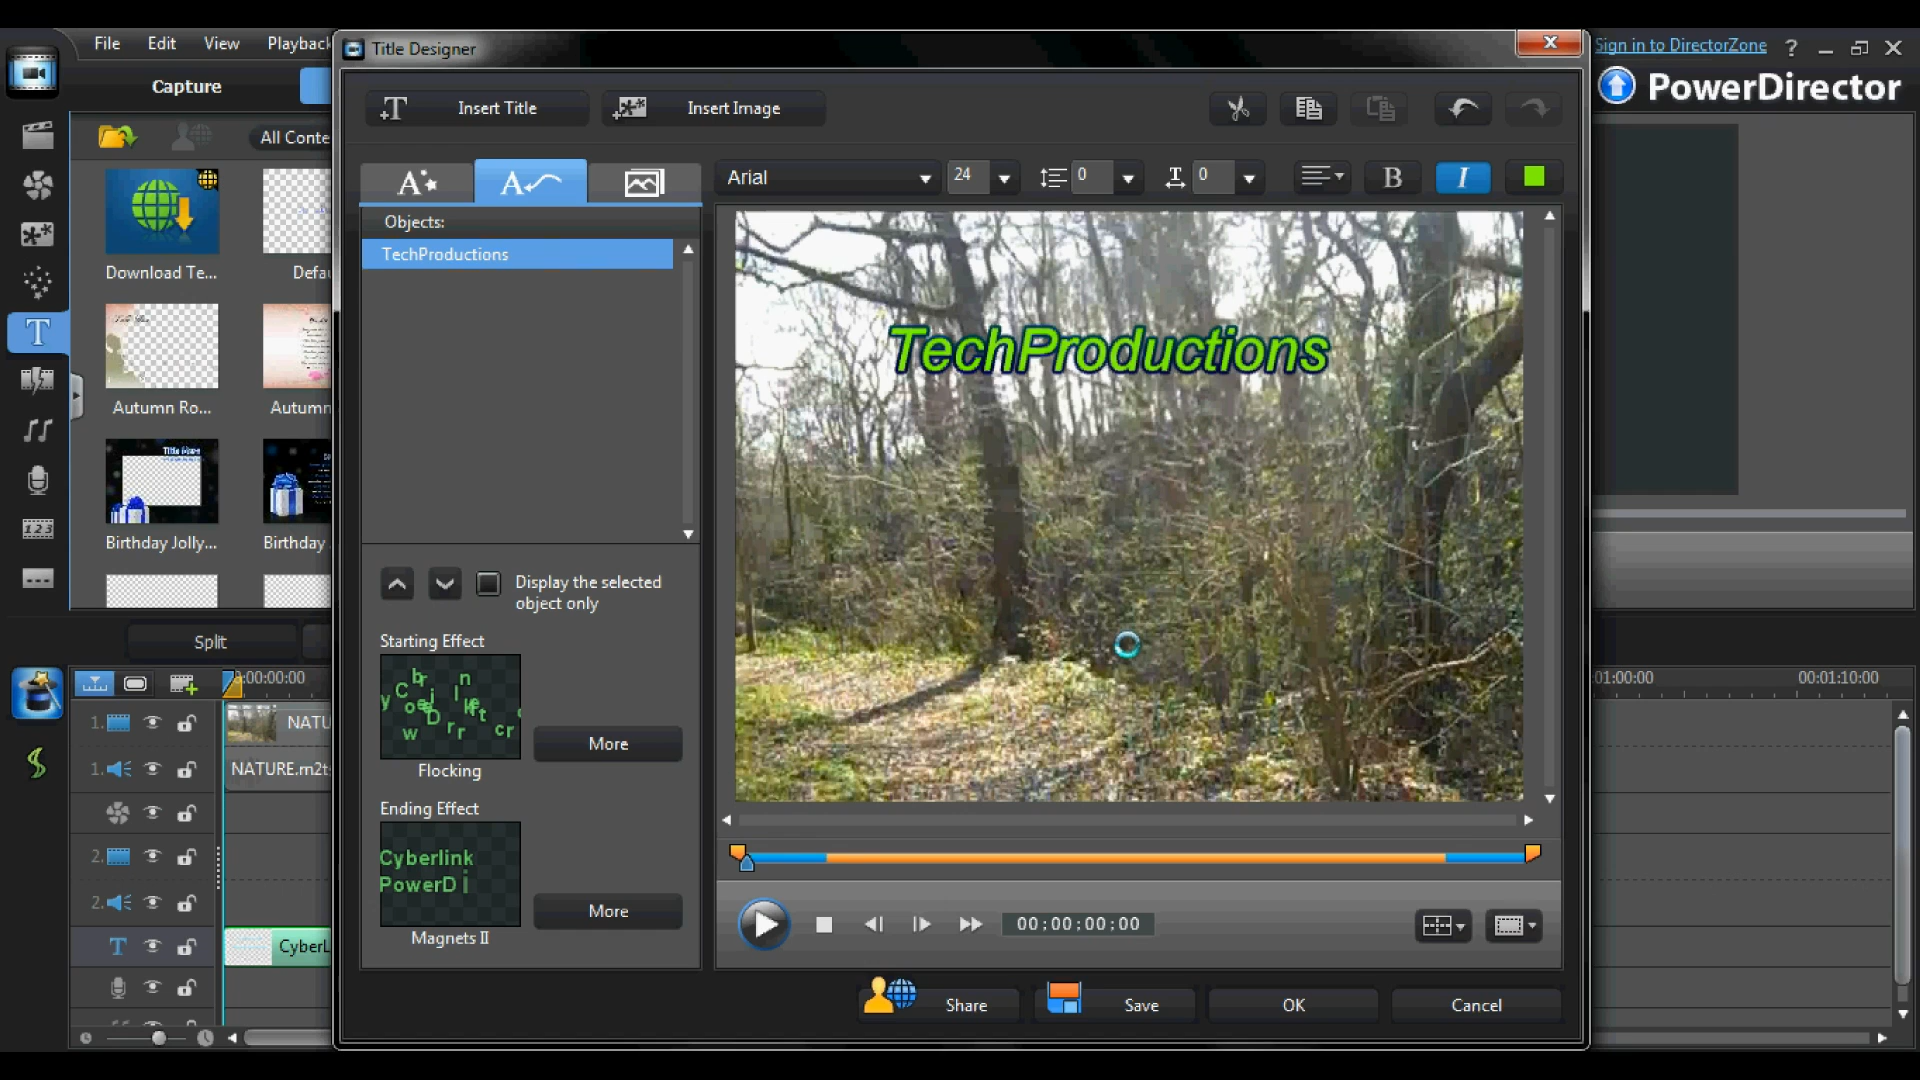 File Edit View Playback
Title Designer
Sign in to DirectorZone ?
Capture
PowerDirector
Insert Title
Insert Image
All Conte
Arial
24
0
0
B
I
Objects:
TechProductions
Download Te...
Defau
Autumn Ro...
Autumn
Birthday Jolly...
Birthday
TechProductions
Display the selected
object only
Starting Effect
Flocking
More
Ending Effect
Cyberlink
PowerD i
Magnets II
More
Split
0:00:00:00
:01:00:00
00:01:10:00
1.
NATU
1.
NATURE.m2t
2.
2.
T
CyberL
00;00;00;00
Share
Save
OK
Cancel